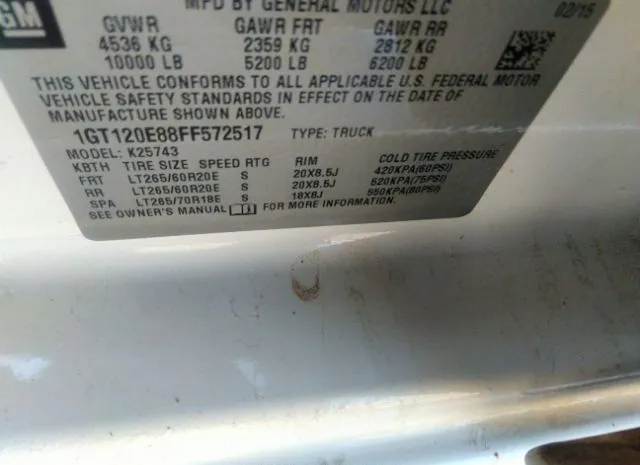 GM
MFD BY GENERAL MOTORS LLC 02/15
GVWR GAWR FRT GAWR RR
4536 KG 2359 KG 2812 KG
10000 LB 5200 LB 6200 LB
THIS VEHICLE CONFORMS TO ALL APPLICABLE U.S. FEDERAL MOTOR
VEHICLE SAFETY STANDARDS IN EFFECT ON THE DATE OF
MANUFACTURE SHOWN ABOVE.
1GT120E88FF572517 TYPE: TRUCK
MODEL: K25743
KBTH TIRE SIZE SPEED RTG RIM COLD TIRE PRESSURE
FRT LT265/60R20E S 20X8.5J 420KPA(60PSI)
RR LT265/60R20E S 20X8.5J 520KPA(75PSI)
SPA LT265/70R18E S 18X8J 550KPA(80PSI)
SEE OWNER'S MANUAL FOR MORE INFORMATION.